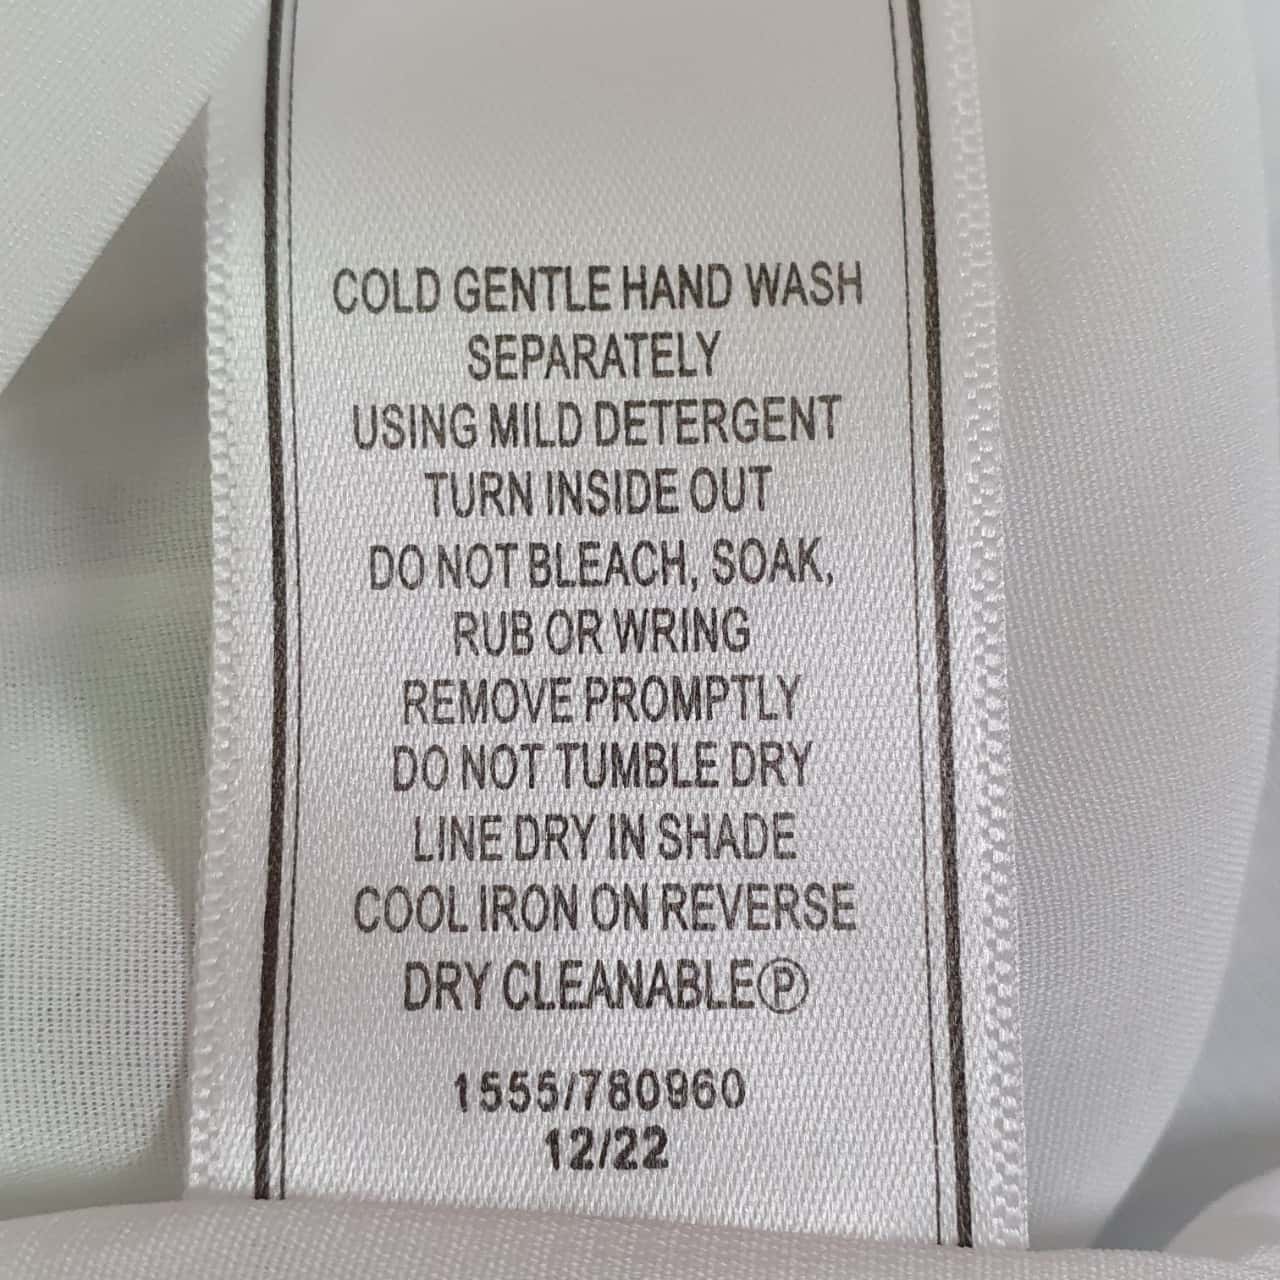 COLD GENTLE HAND WASH
SEPARATELY
USING MILD DETERGENT
TURN INSIDE OUT
DO NOT BLEACH, SOAK,
RUB OR WRING
REMOVE PROMPTLY
DO NOT TUMBLE DRY
LINE DRY IN SHADE
COOL IRON ON REVERSE
DRY CLEANABLE Ⓟ
1555/780960
12/22